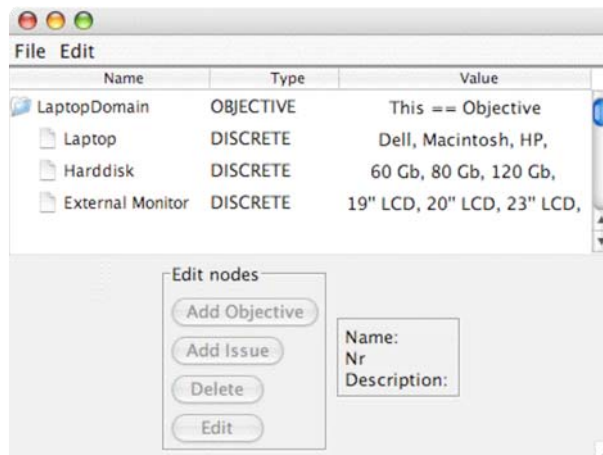 File Edit
Name Type Value
LaptopDomain OBJECTIVE This == Objective
Laptop DISCRETE Dell, Macintosh, HP,
Harddisk DISCRETE 60 Gb, 80 Gb, 120 Gb,
External Monitor DISCRETE 19" LCD, 20" LCD, 23" LCD,
Edit nodes
Add Objective
Add Issue
Delete
Edit
Name:
Nr
Description: